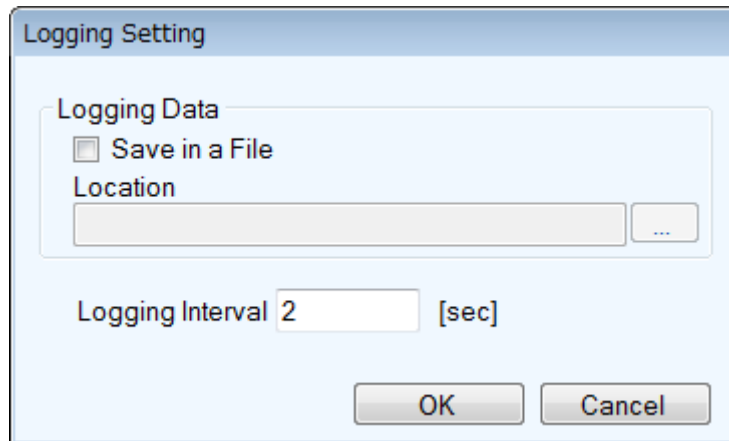 Logging Setting
Logging Data
Save in a File
Location
...
Logging Interval 2 [sec]
OK Cancel